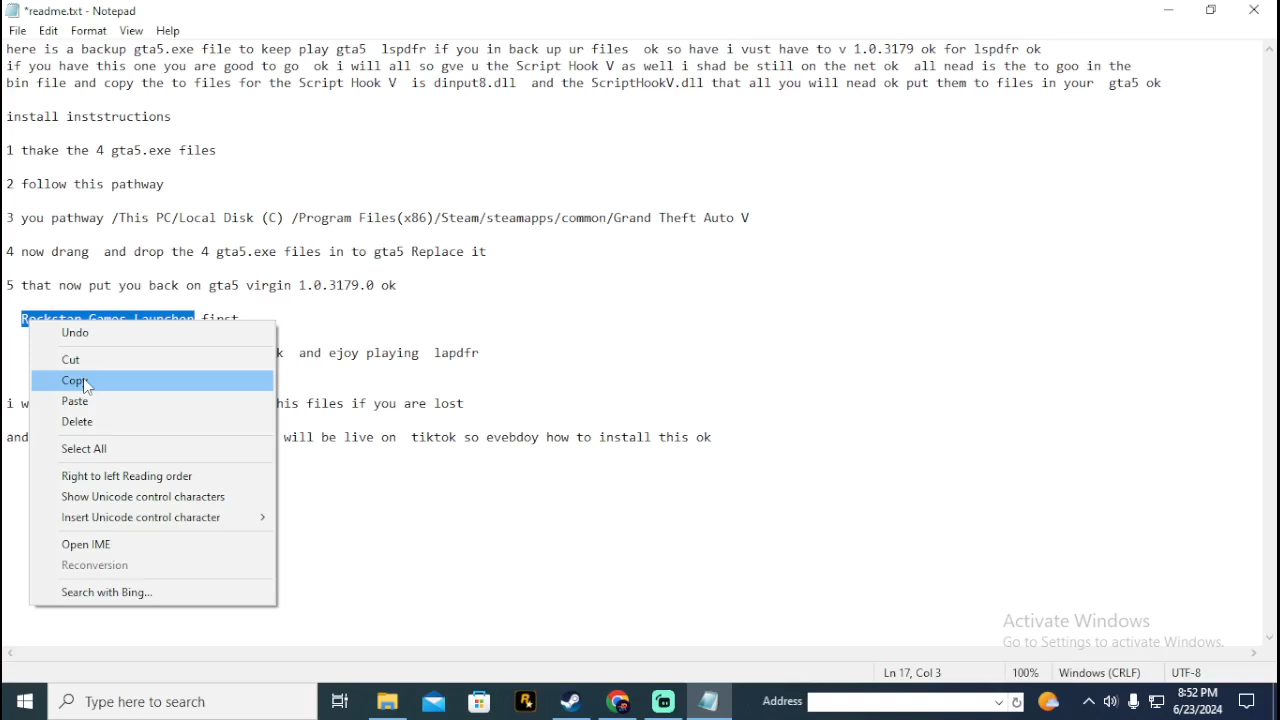 *readme.txt - Notepad
File Edit Format View Help
here is a backup gta5.exe file to keep play gta5 lspdfr if you in back up ur files ok so have i vust have to v 1.0.3179 ok for lspdfr ok
if you have this one you are good to go ok i will all so gve u the Script Hook V as well i shad be still on the net ok all nead is the to goo in the
bin file and copy the to files for the Script Hook V is dinput8.dll and the ScriptHookV.dll that all you will nead ok put them to files in your gta5 ok
install inststructions
1 thake the 4 gta5.exe files
2 follow this pathway
3 you pathway /This PC/Local Disk (C) /Program Files(x86)/Steam/steamapps/common/Grand Theft Auto V
4 now drang and drop the 4 gta5.exe files in to gta5 Replace it
5 that now put you back on gta5 virgin 1.0.3179.0 ok
Rockstar Games Launcher first
k and ejoy playing lapdfr
i w his files if you are lost
and will be live on tiktok so evebdoy how to install this ok
Undo
Cut
Copy
Paste
Delete
Select All
Right to left Reading order
Show Unicode control characters
Insert Unicode control character
Open IME
Reconversion
Search with Bing...
Activate Windows
Go to Settings to activate Windows.
Ln 17, Col 3 100% Windows (CRLF) UTF-8
Type here to search
Address
8:52 PM
6/23/2024